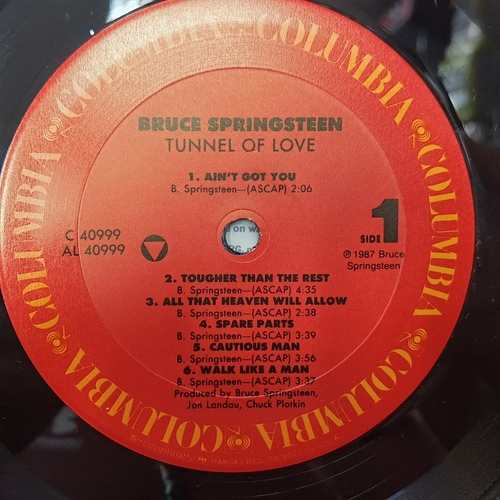 COLUMBIA COLUMBIA COLUMBIA COLUMBIA COLUMBIA COLUMBIA
BRUCE SPRINGSTEEN
TUNNEL OF LOVE
1. AIN'T GOT YOU
B. Springsteen—(ASCAP) 2:06
C 40999
AL 40999
SIDE 1
℗ 1987 Bruce
Springsteen
2. TOUGHER THAN THE REST
B. Springsteen—(ASCAP) 4:35
3. ALL THAT HEAVEN WILL ALLOW
B. Springsteen—(ASCAP) 2:38
4. SPARE PARTS
B. Springsteen—(ASCAP) 3:39
5. CAUTIOUS MAN
B. Springsteen—(ASCAP) 3:56
6. WALK LIKE A MAN
B. Springsteen—(ASCAP) 3:37
Produced by Bruce Springsteen,
Jon Landau, Chuck Plotkin